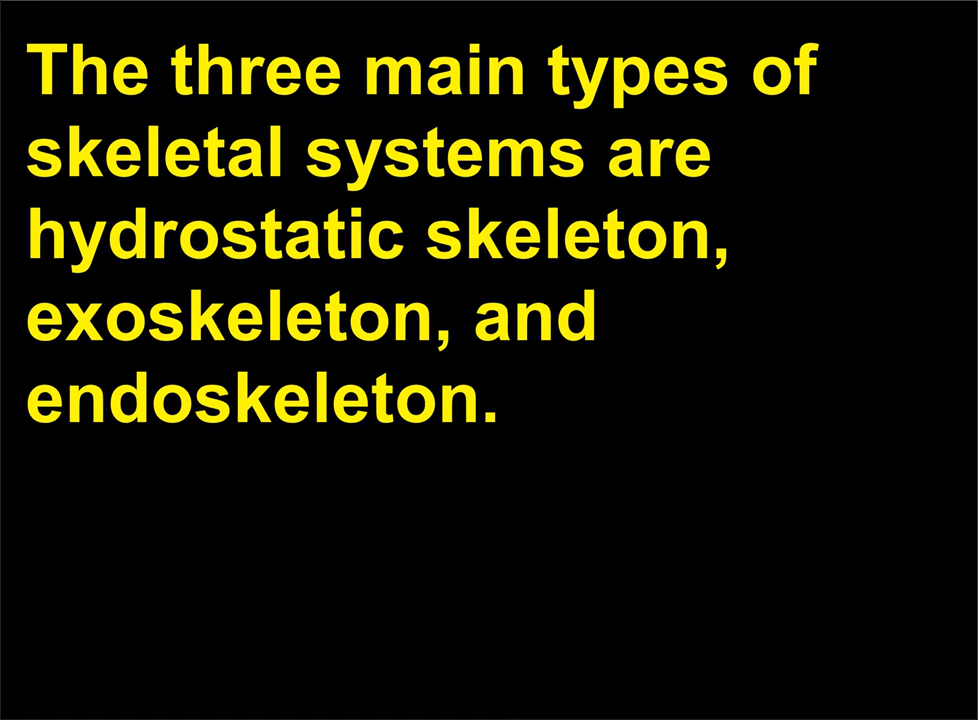 The three main types of
skeletal systems are
hydrostatic skeleton,
exoskeleton, and
endoskeleton.